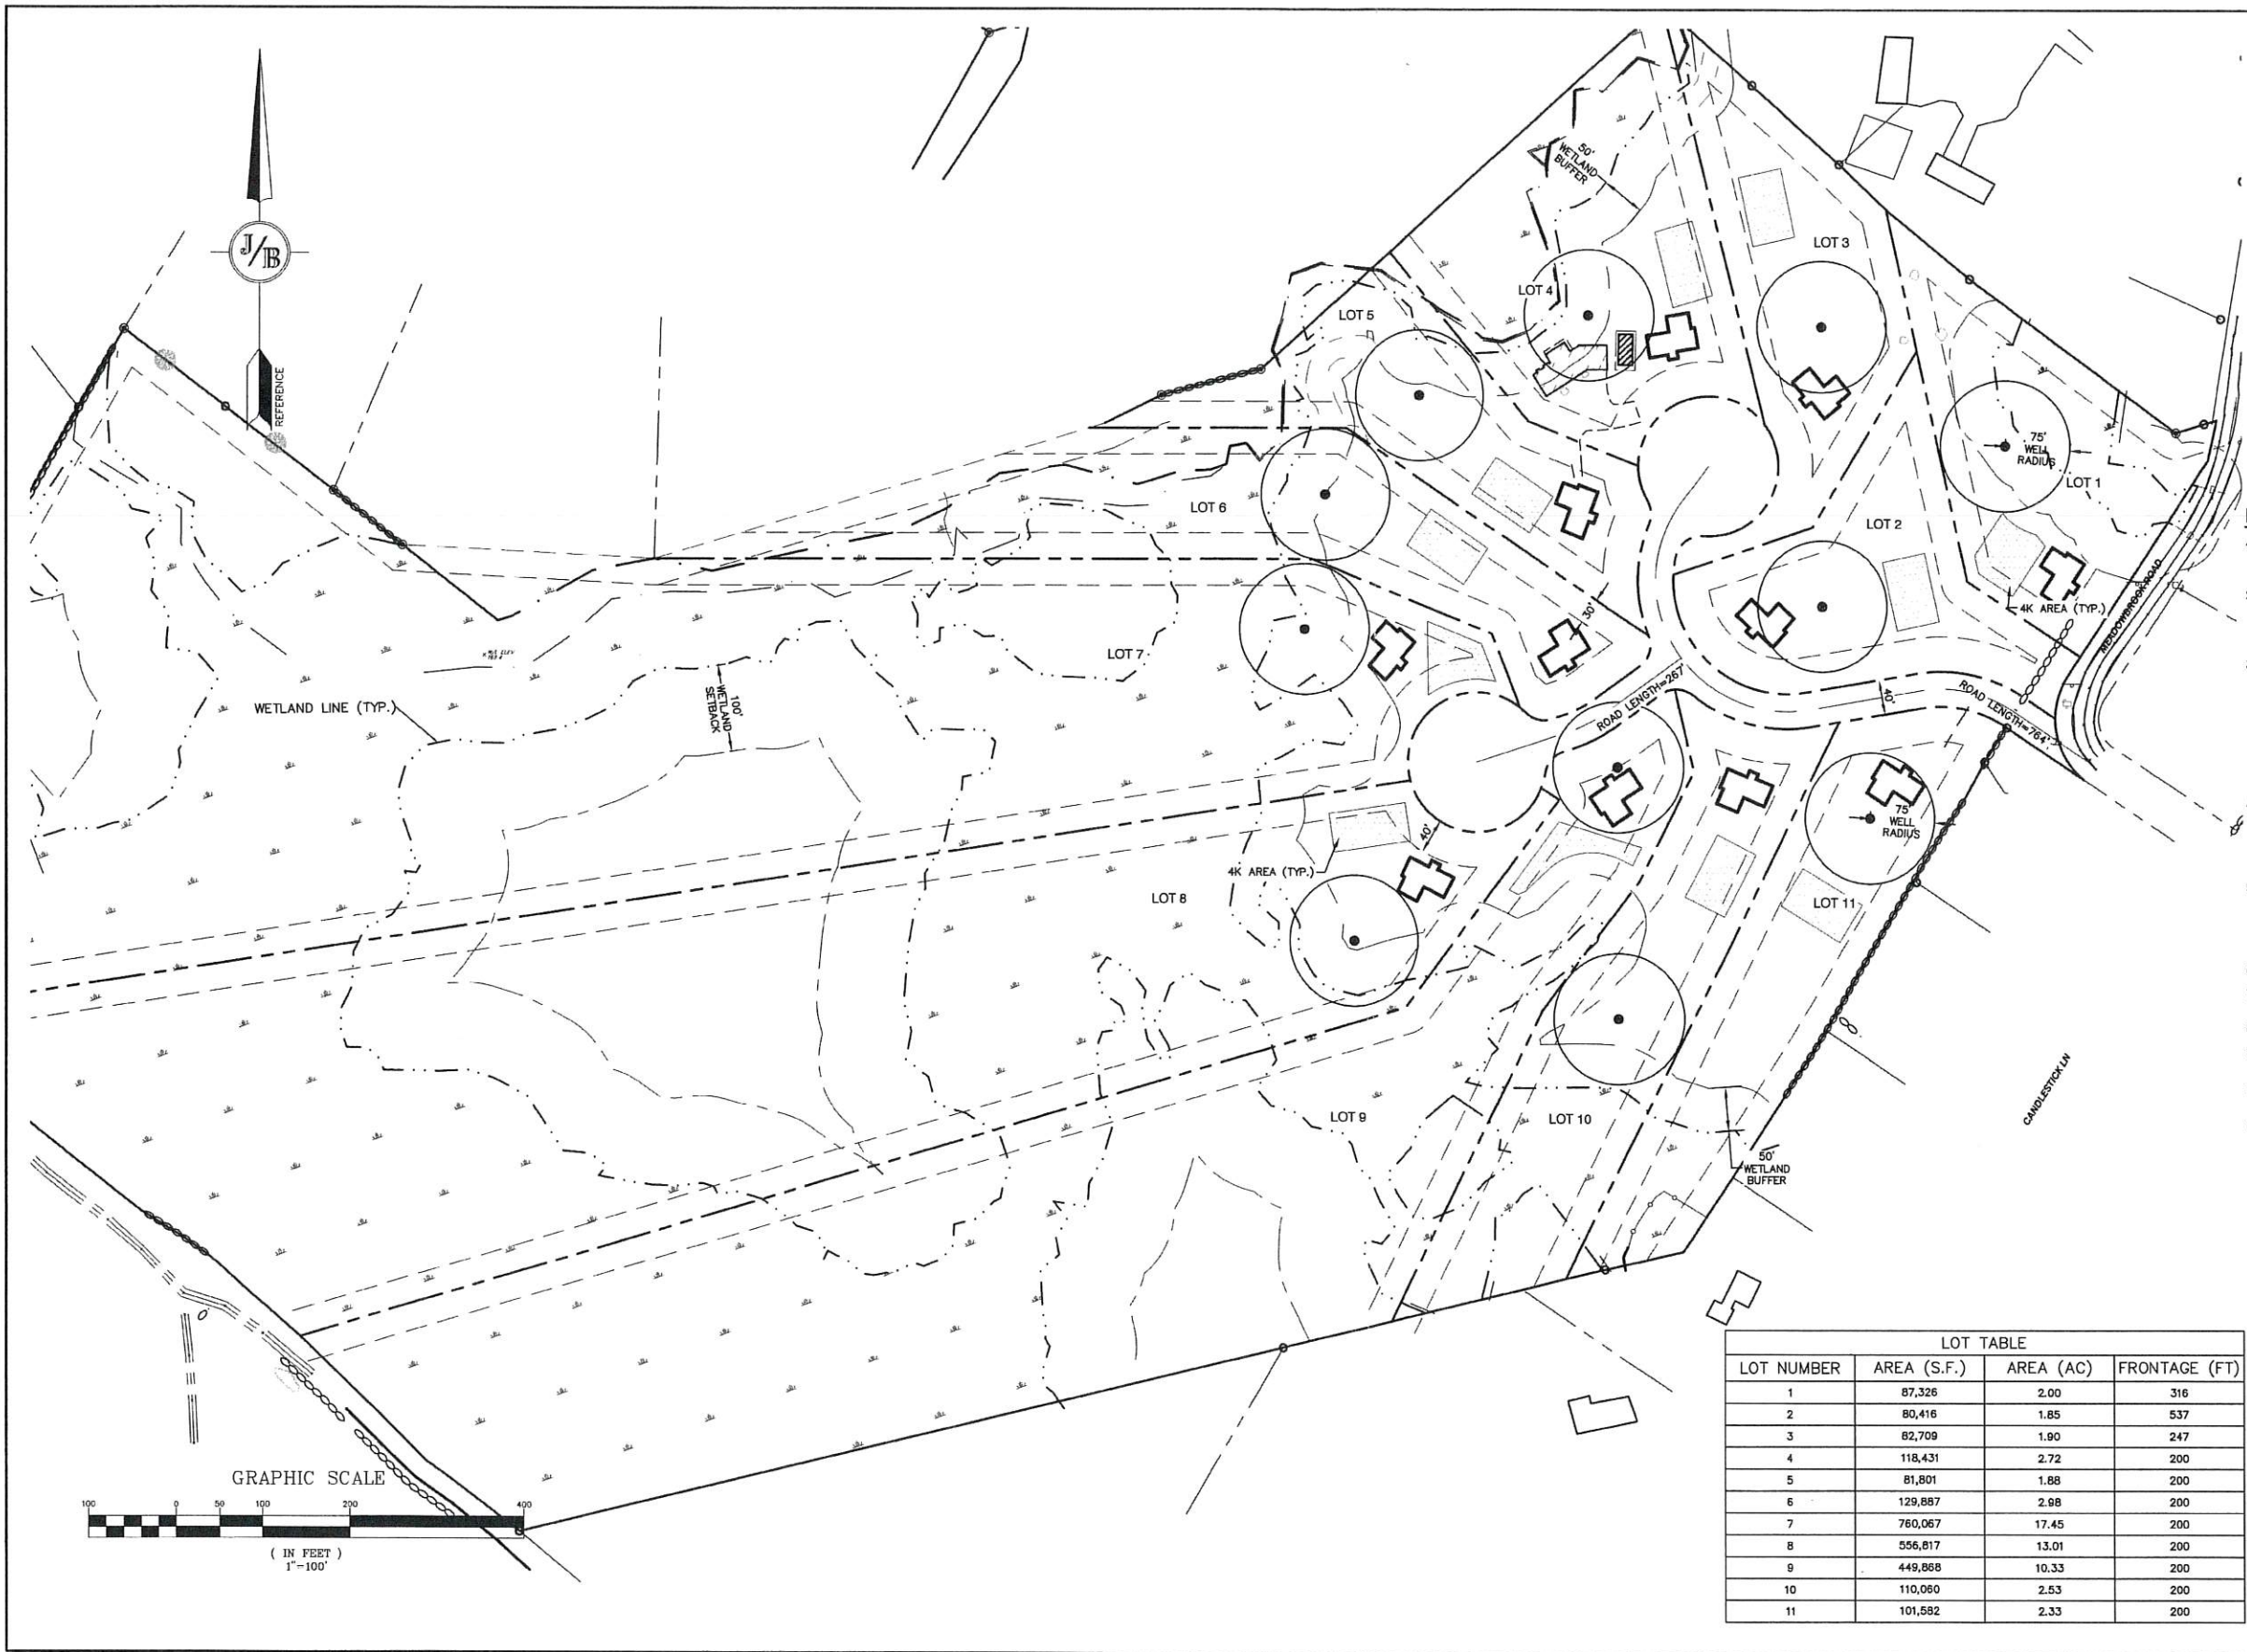 J/B
REFERENCE
50'
WETLAND
BUFFER
LOT 3
LOT 4
LOT 5
75'
WELL
RADIUS
LOT 1
LOT 6
LOT 2
MEADOWBROOK ROAD
4K AREA (TYP.)
30'
LOT 7
WETLAND LINE (TYP.)
100'
WETLAND
SETBACK
ROAD LENGTH=267'
40'
ROAD LENGTH=764'
75'
WELL
RADIUS
40'
4K AREA (TYP.)
LOT 8
LOT 11
CANDLESTICK LN
LOT 9
LOT 10
50'
WETLAND
BUFFER
GRAPHIC SCALE
100 0 50 100 200 400
( IN FEET )
1"=100'
LOT TABLE
LOT NUMBER AREA (S.F.) AREA (AC) FRONTAGE (FT)
1 87,326 2.00 316
2 80,416 1.85 537
3 82,709 1.90 247
4 118,431 2.72 200
5 81,801 1.88 200
6 129,887 2.98 200
7 760,067 17.45 200
8 556,817 13.01 200
9 449,868 10.33 200
10 110,060 2.53 200
11 101,582 2.33 200